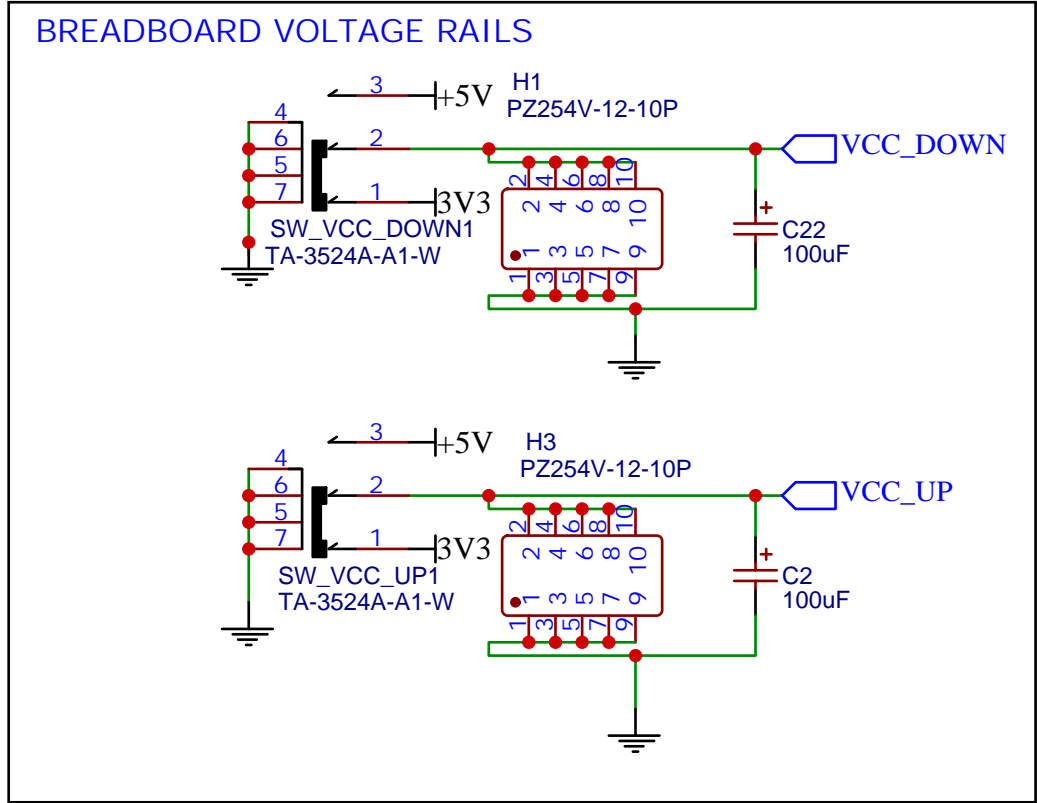 BREADBOARD VOLTAGE RAILS
3
+5V
H1
PZ254V-12-10P
4
6
5
7
2
1
3V3
SW_VCC_DOWN1
TA-3524A-A1-W
2 4 6 8 10
2 4 6 8 10
1 3 5 7 9
1 3 5 7 9
VCC_DOWN
+
C22
100uF
3
+5V
H3
PZ254V-12-10P
4
6
5
7
2
1
3V3
SW_VCC_UP1
TA-3524A-A1-W
2 4 6 8 10
2 4 6 8 10
1 3 5 7 9
1 3 5 7 9
VCC_UP
+
C2
100uF